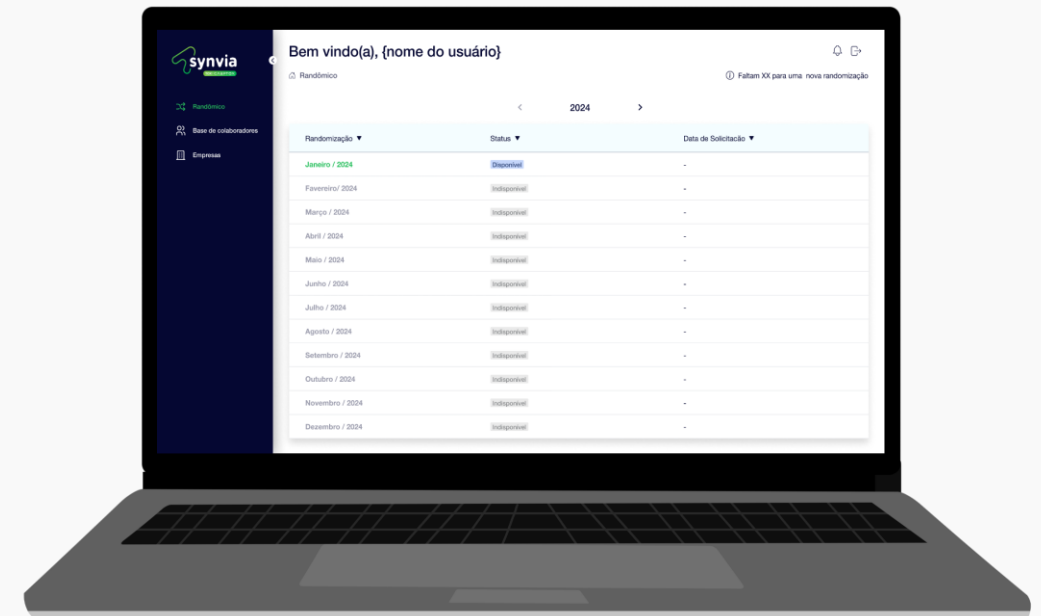 synvia
Randômico
Base de colaboradores
Empresas
Bem vindo(a), {nome do usuário}
Randômico
Faltam XX para uma nova randomização
2024
Randomização ▼ Status ▼ Data de Solicitacão ▼
Janeiro / 2024 Disponível -
Favereiro/ 2024 Indisponível -
Março / 2024 Indisponível -
Abril / 2024 Indisponível -
Maio / 2024 Indisponível -
Junho / 2024 Indisponível -
Julho / 2024 Indisponível -
Agosto / 2024 Indisponível -
Setembro / 2024 Indisponível -
Outubro / 2024 Indisponível -
Novembro / 2024 Indisponível -
Dezembro / 2024 Indisponível -